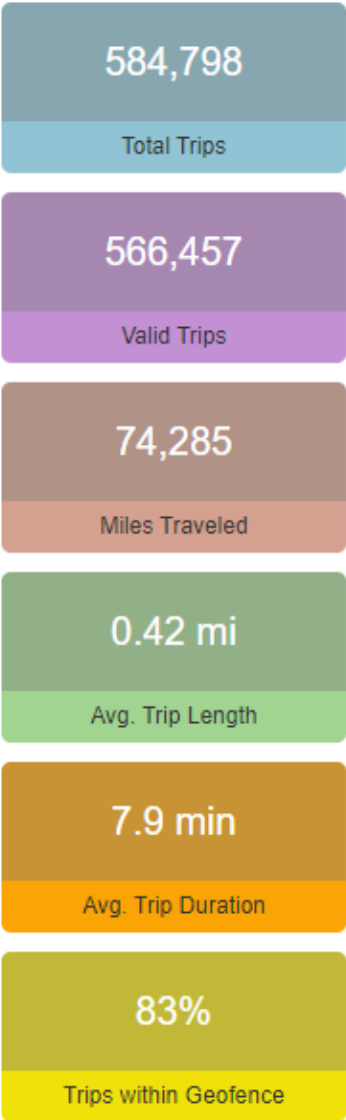 584,798
Total Trips
566,457
Valid Trips
74,285
Miles Traveled
0.42 mi
Avg. Trip Length
7.9 min
Avg. Trip Duration
83%
Trips within Geofence